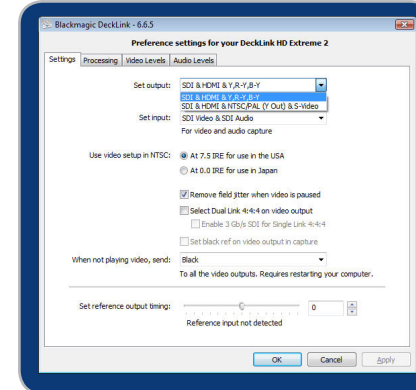 Blackmagic DeckLink - 6.6.5
Preference settings for your DeckLink HD Extreme 2
Settings Processing Video Levels Audio Levels
Set output: SDI & HDMI & Y,R-Y,B-Y
SDI & HDMI & Y,R-Y,B-Y
SDI & HDMI & NTSC/PAL (Y Out) & S-Video
Set input: SDI Video & SDI Audio
For video and audio capture
Use video setup in NTSC: At 7.5 IRE for use in the USA
At 0.0 IRE for use in Japan
Remove field jitter when video is paused
Select Dual Link 4:4:4 on video output
Enable 3 Gb/s SDI for Single Link 4:4:4
Set black ref on video output in capture
When not playing video, send: Black
To all the video outputs. Requires restarting your computer.
Set reference output timing: 0
Reference input not detected
OK Cancel Apply